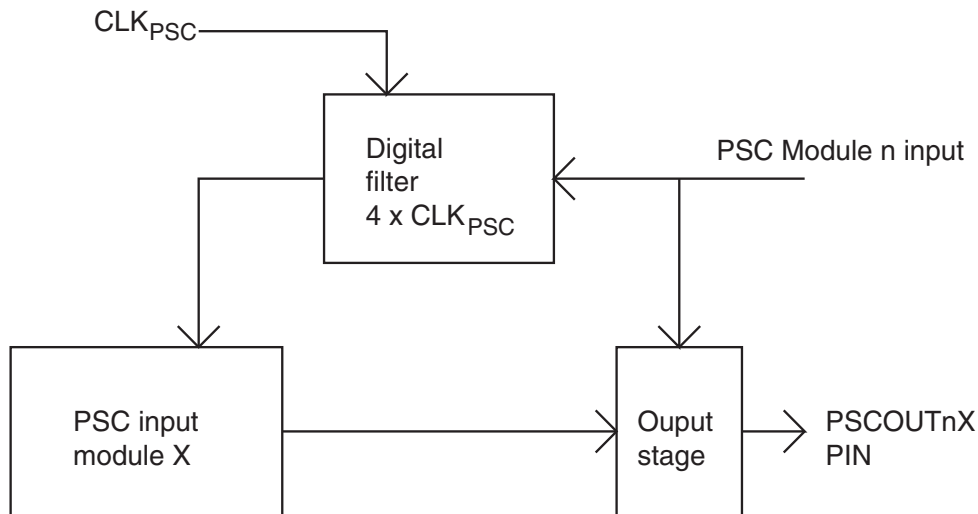 CLKPSC
Digital
filter
4 x CLKPSC
PSC Module n input
PSC input
module X
Ouput
stage
PSCOUTnX
PIN